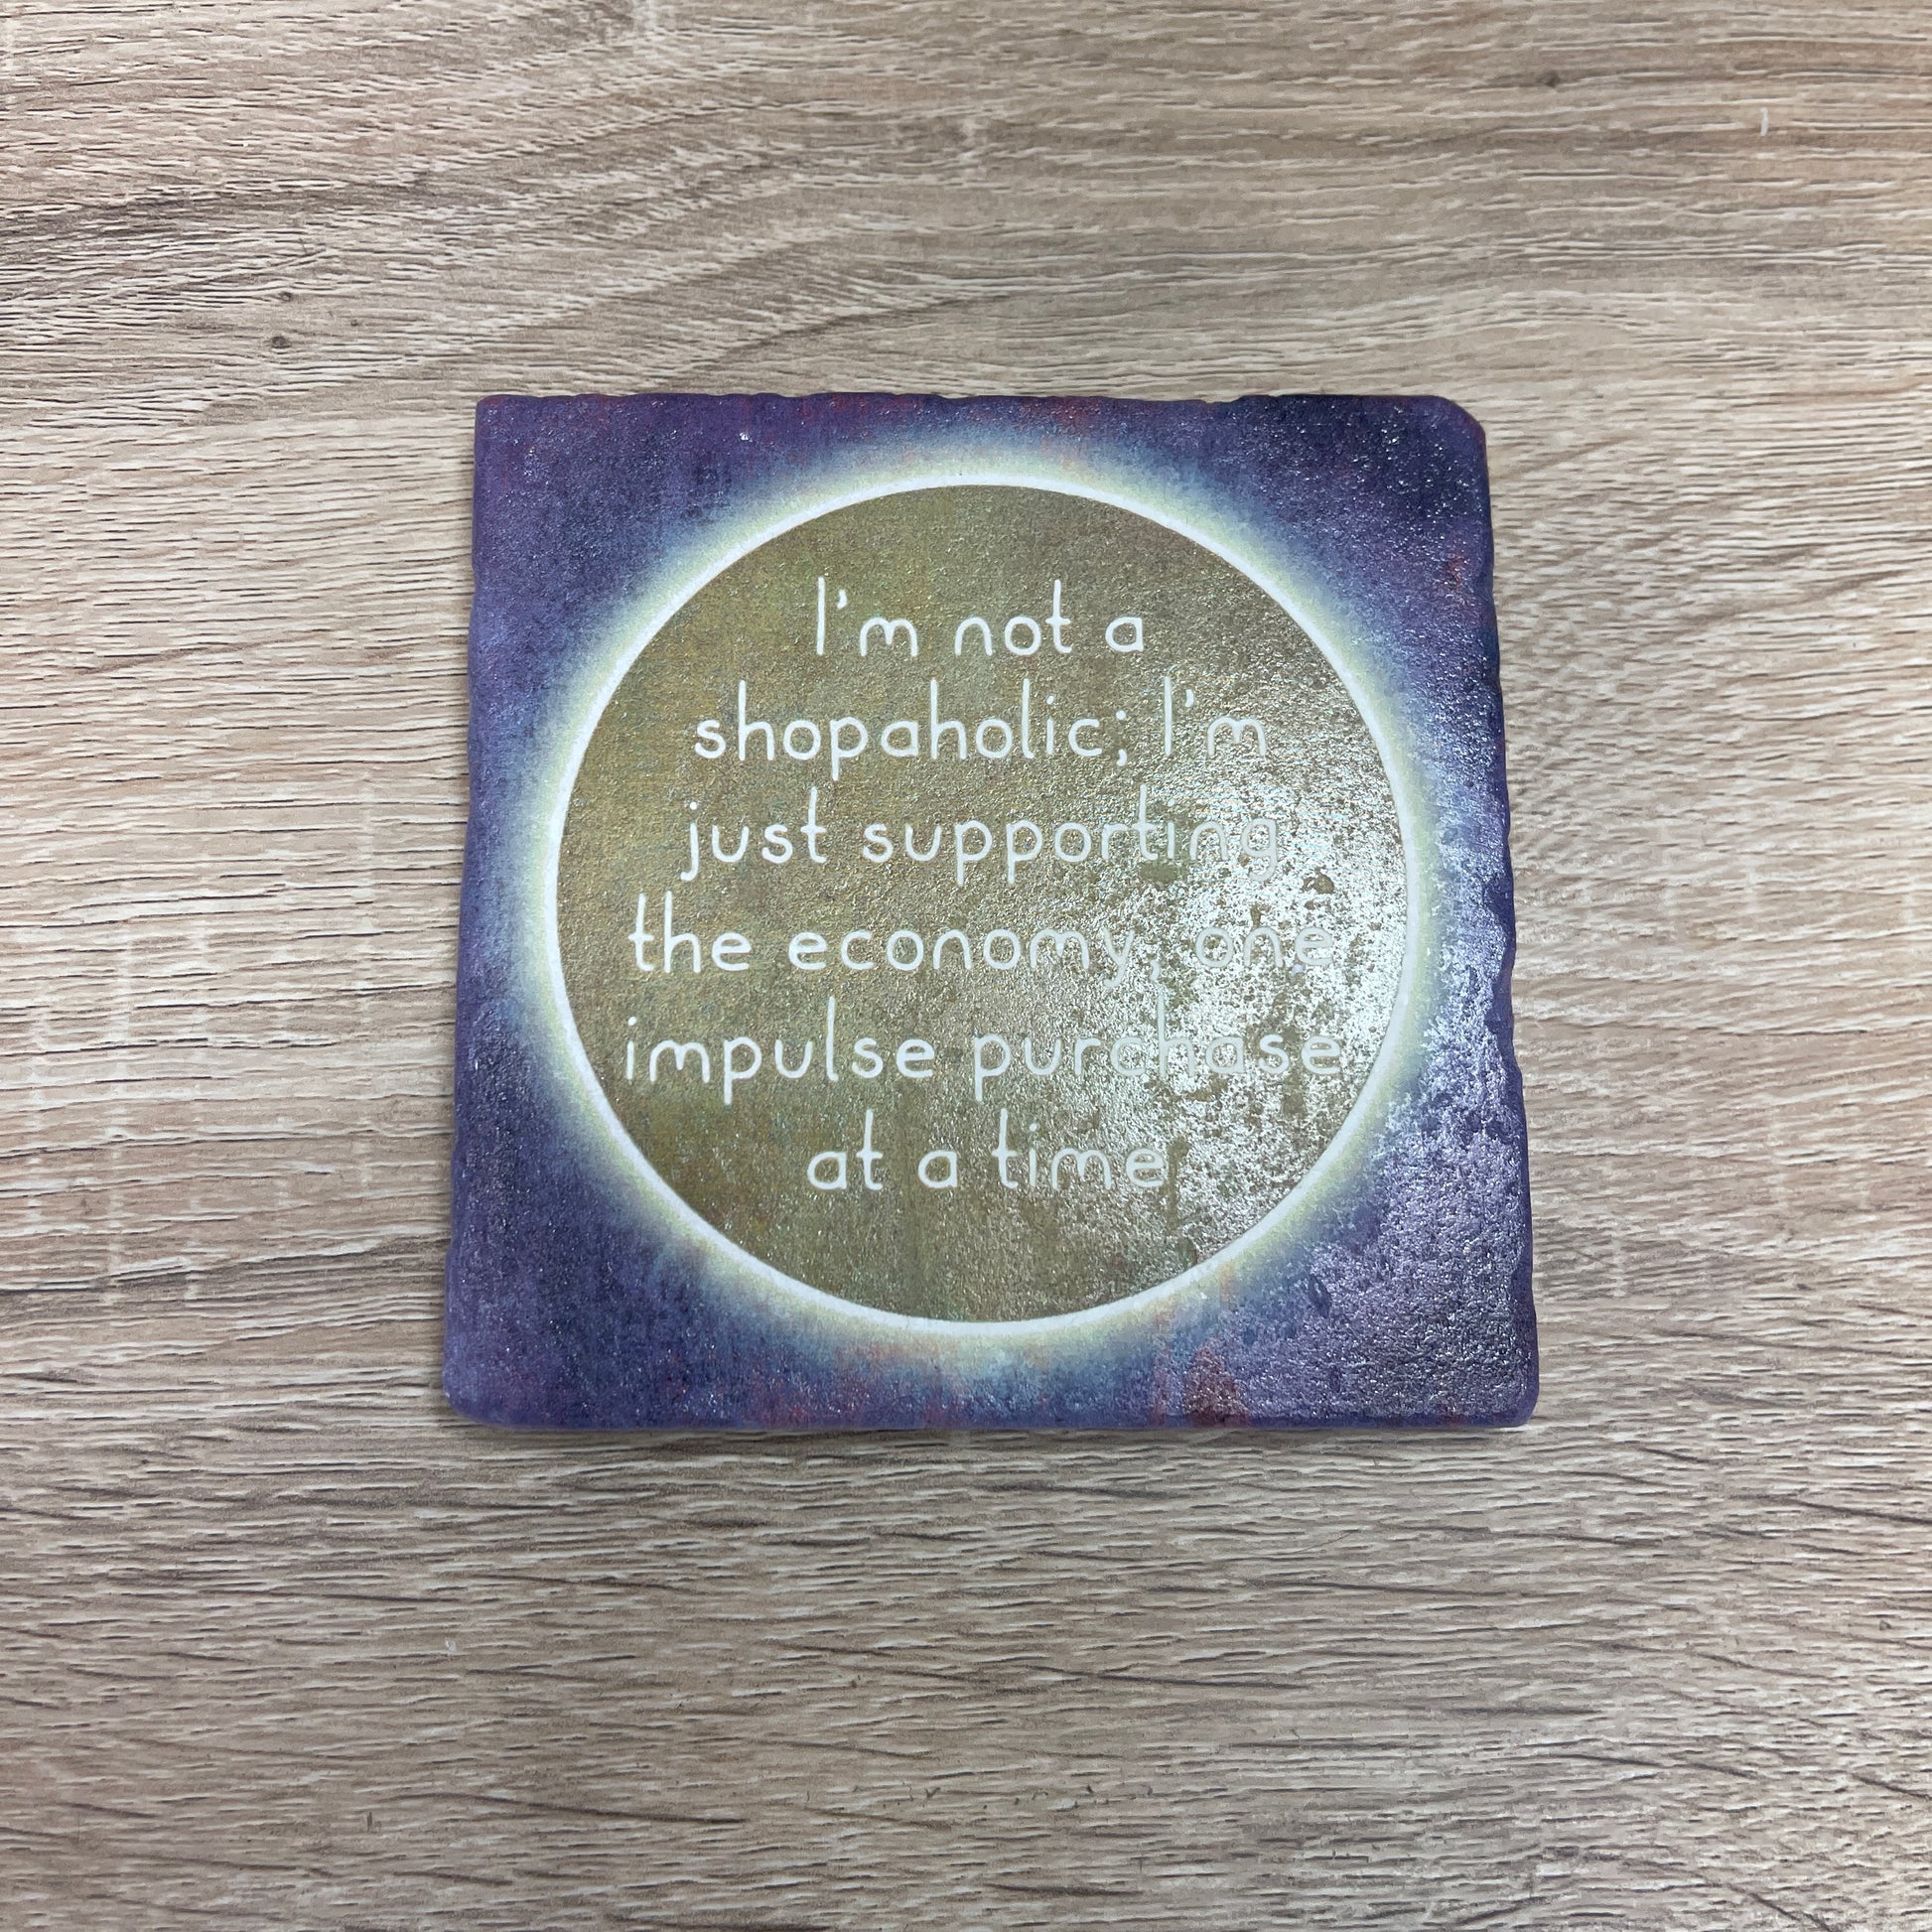 I'm not a
shopaholic; I'm
just supporting
the economy, one
impulse purchase
at a time